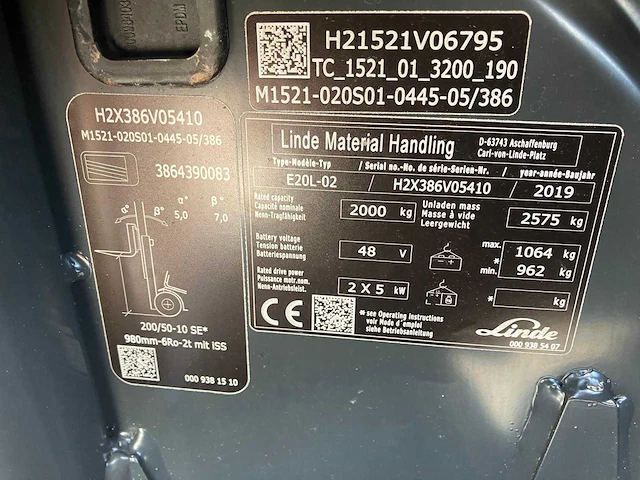 EPDM
H21521V06795
TC_1521_01_3200_190
M1521-020S01-0445-05/386
H2X386V05410
M1521-020S01-0445-05/386
3864390083
α° β°
α° β° 5,0 7,0
200/50-10 SE*
980mm-6Ro-2t mit ISS
000 938 15 10
Linde Material Handling
D-63743 Aschaffenburg
Carl-von-Linde-Platz
Type-Modèle-Typ / Serial no.-No. de série-Serien-Nr. / year-année-Baujahr
E20L-02 / H2X386V05410 / 2019
Rated capacity
Capacité nominale
Nenn-Tragfähigkeit
2000 kg
Unladen mass
Masse à vide
Leergewicht
2575 kg
Battery voltage
Tension batterie
Batteriespannung
48 V
max. 1064 kg
* min. 962 kg
Rated drive power
Puissance motr.nom.
Nenn-Antriebsleist.
2 X 5 kW
* kg
CE
* see Operating Instructions
voir Mode d´emploi
siehe Betriebsanleitung
Linde
000 938 54 07